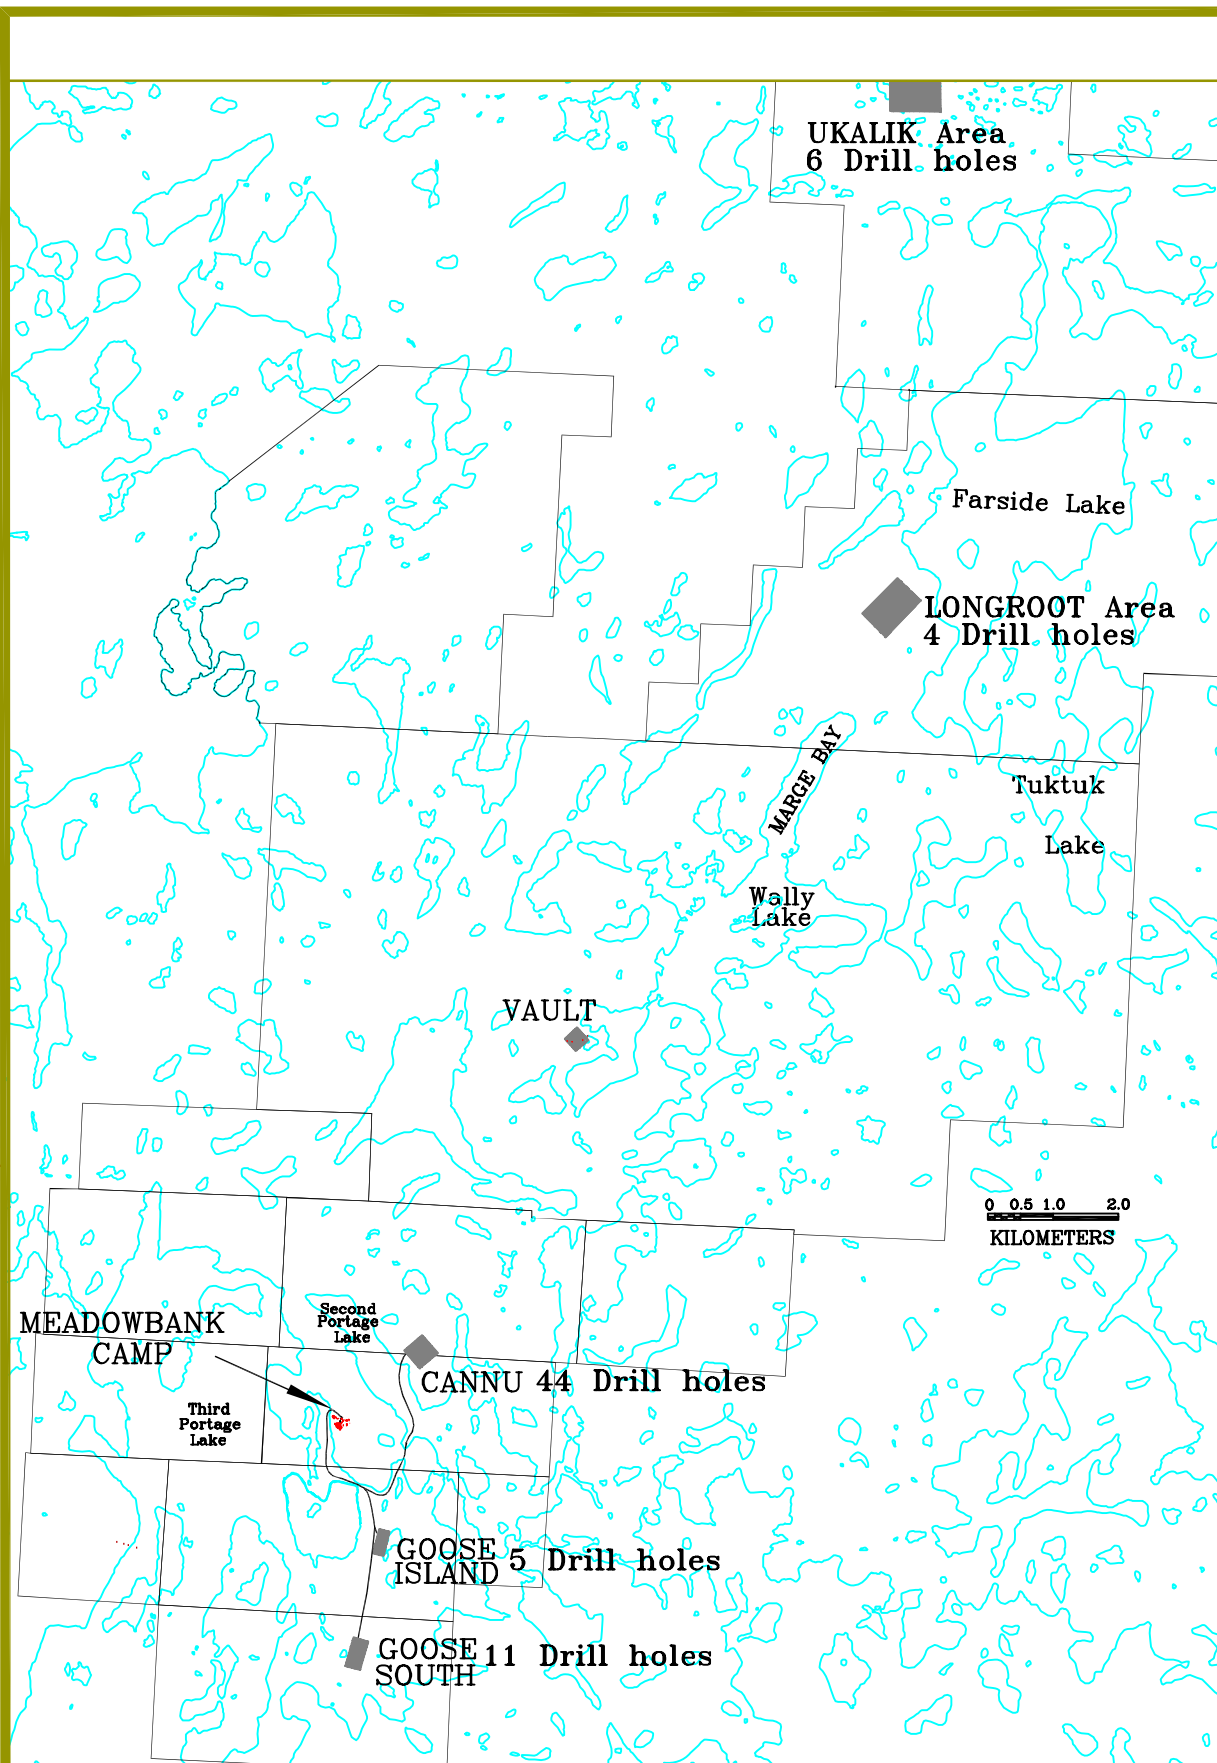 UKALIK Area
6 Drill holes
Farside Lake
LONGROOT Area
4 Drill holes
MARGE BAY
Tuktuk
Lake
Wally
Lake
VAULT
0 0.5 1.0 2.0
KILOMETERS
Second
Portage
Lake
MEADOWBANK
CAMP
CANNU 44 Drill holes
Third
Portage
Lake
GOOSE
ISLAND
5 Drill holes
GOOSE
SOUTH
11 Drill holes